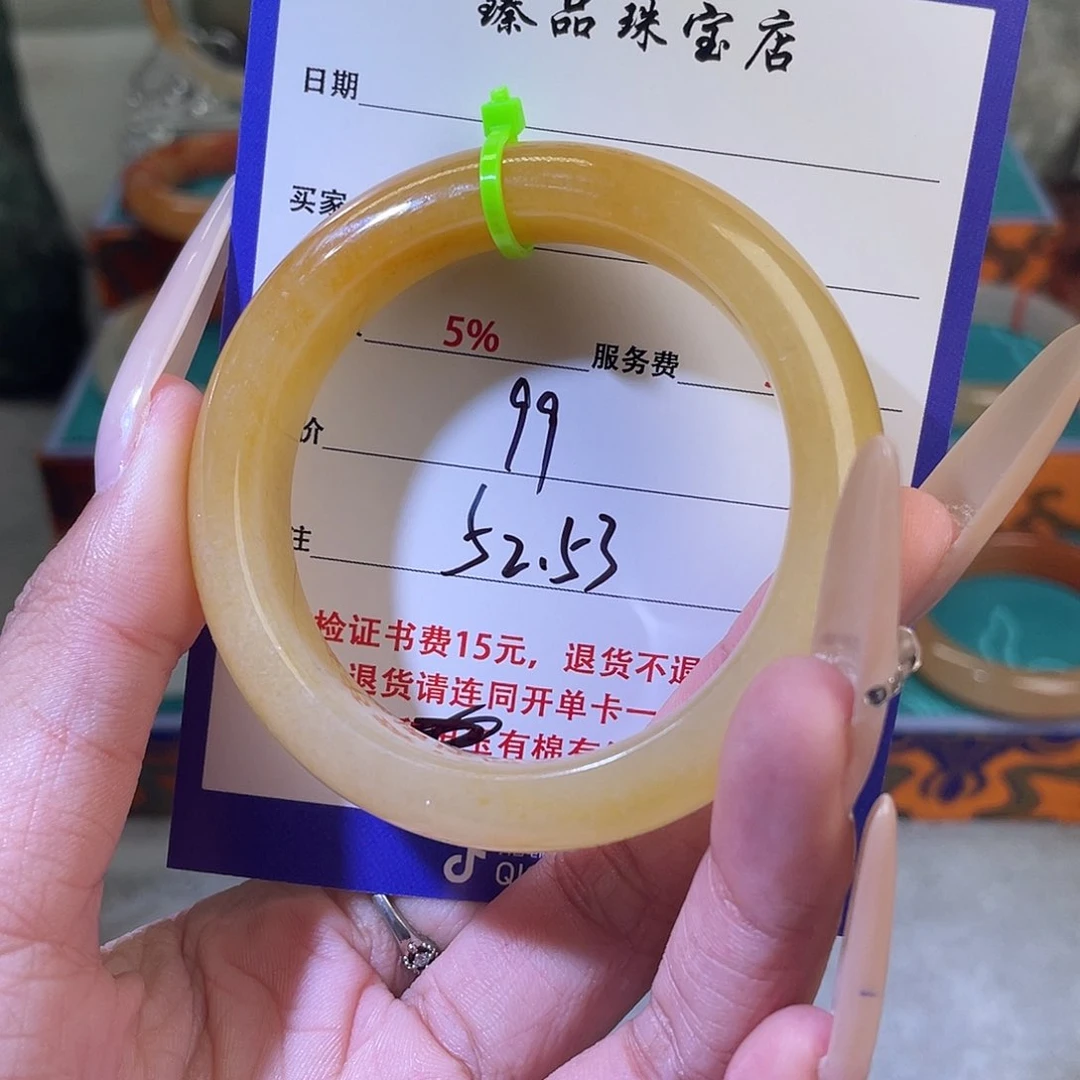 臻品珠宝店
日期
买家
5% 服务费
价 99
注 52.53
检证书费15元,退货不退
退货请连同开单卡一
有棉有